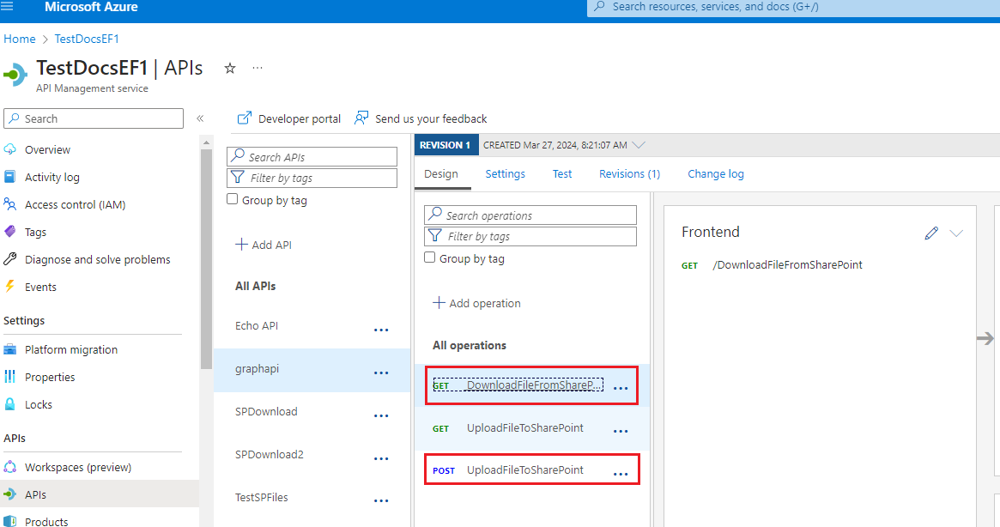 Microsoft Azure
Search resources, services, and docs (G+/)
Home > TestDocsEF1
TestDocsEF1 | APIs
API Management service
Search
«
Overview
Activity log
Access control (IAM)
Tags
Diagnose and solve problems
Events
Settings
Platform migration
Properties
Locks
APIs
Workspaces (preview)
APIs
Products
Developer portal
Send us your feedback
Search APIs
Filter by tags
Group by tag
+ Add API
All APIs
Echo API
graphapi
SPDownload
SPDownload2
TestSPFiles
REVISION 1 CREATED Mar 27, 2024, 8:21:07 AM
Design Settings Test Revisions (1) Change log
Search operations
Filter by tags
Group by tag
+ Add operation
All operations
GET DownloadFileFromShareP...
GET UploadFileToSharePoint
POST UploadFileToSharePoint
Frontend
GET /DownloadFileFromSharePoint